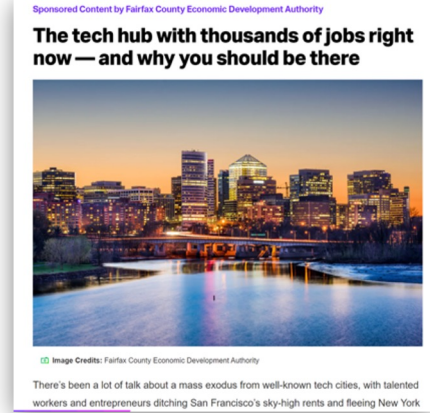 Sponsored Content by Fairfax County Economic Development Authority
The tech hub with thousands of jobs right
now — and why you should be there
Image Credits: Fairfax County Economic Development Authority
There's been a lot of talk about a mass exodus from well-known tech cities, with talented
workers and entrepreneurs ditching San Francisco's sky-high rents and fleeing New York